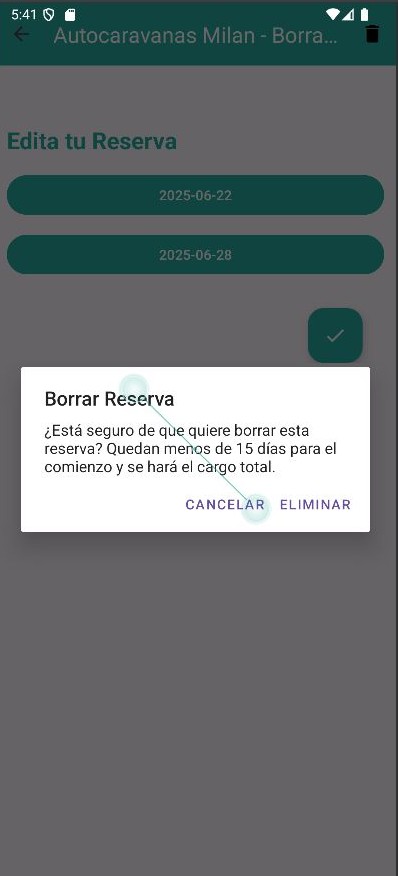 5:41
Autocaravanas Milan - Borra...
Edita tu Reserva
2025-06-22
2025-06-28
Borrar Reserva
¿Está seguro de que quiere borrar esta
reserva? Quedan menos de 15 días para el
comienzo y se hará el cargo total.
CANCELAR ELIMINAR